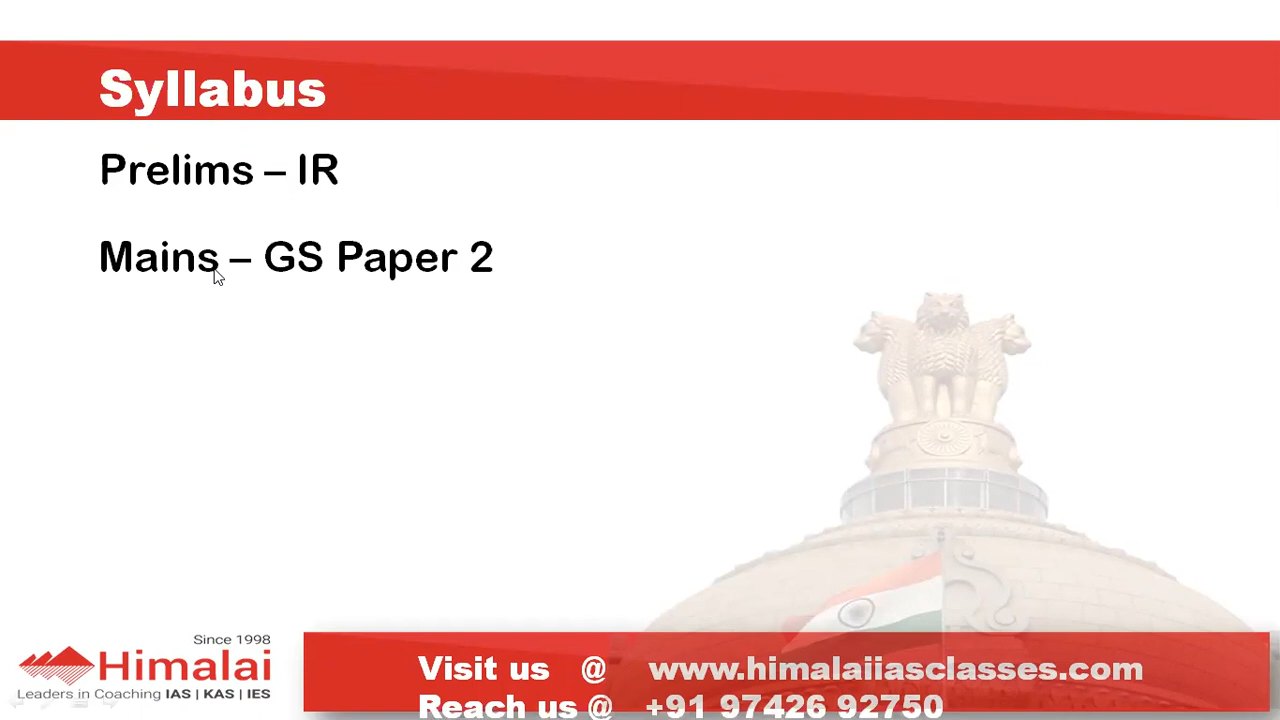 Syllabus
Prelims – IR
Mains – GS Paper 2
Since 1998
Himalai
Leaders in Coaching IAS | KAS | IES
Visit us @ www.himalaiiasclasses.com
Reach us @ +91 97426 92750